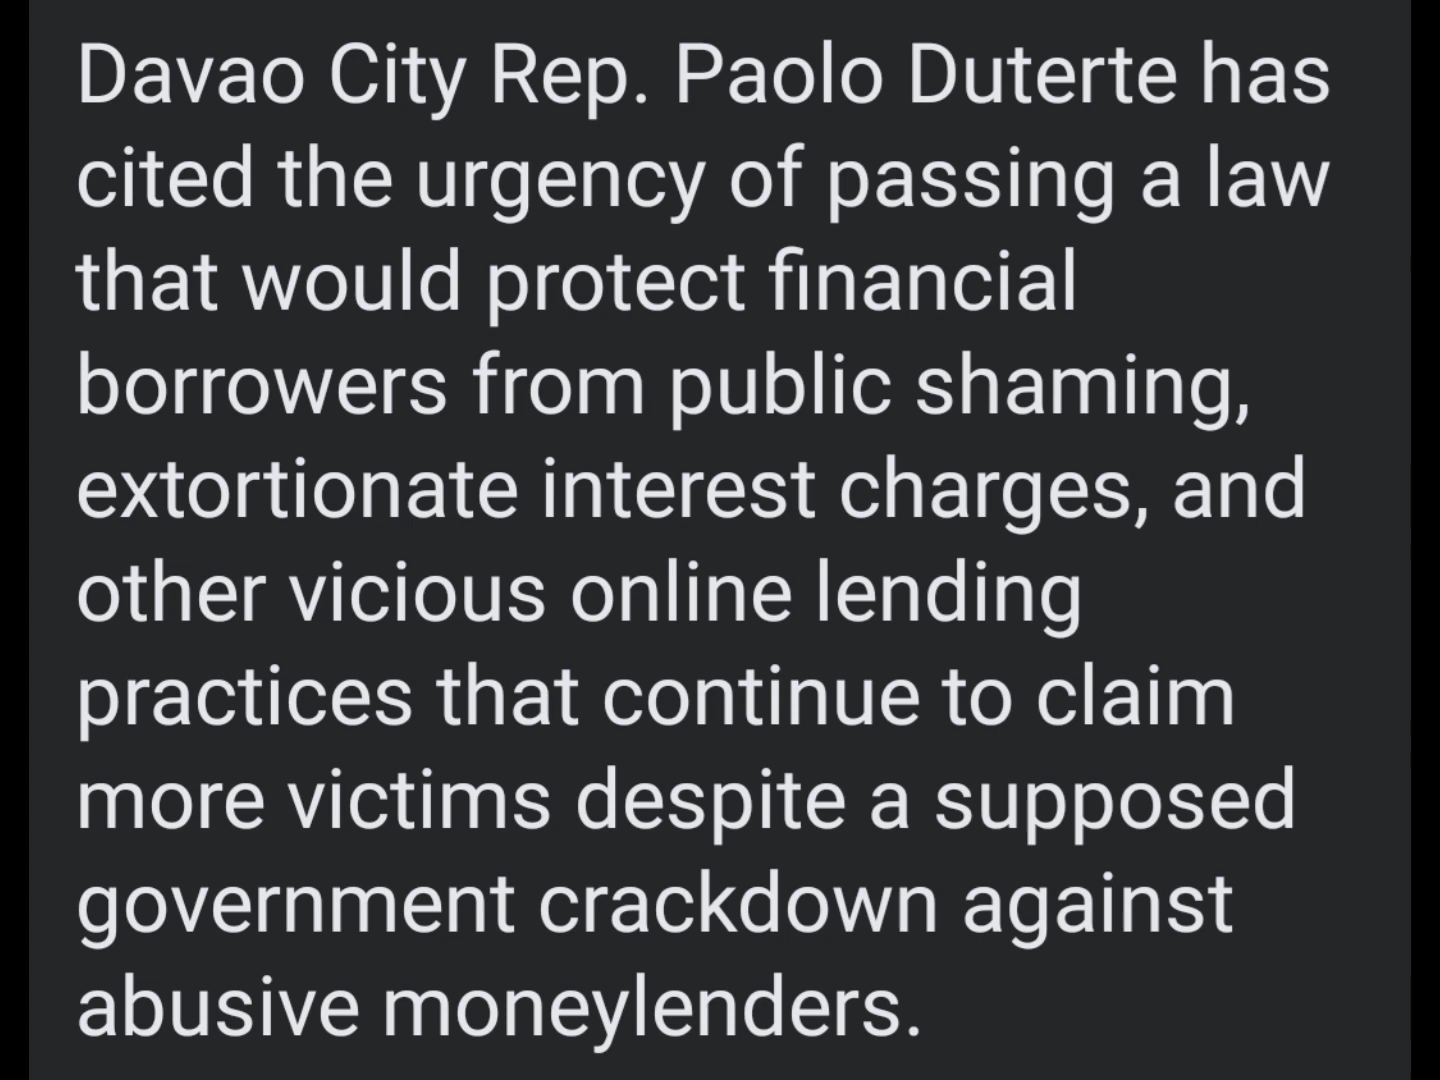 Davao City Rep. Paolo Duterte has
cited the urgency of passing a law
that would protect financial
borrowers from public shaming,
extortionate interest charges, and
other vicious online lending
practices that continue to claim
more victims despite a supposed
government crackdown against
abusive moneylenders.